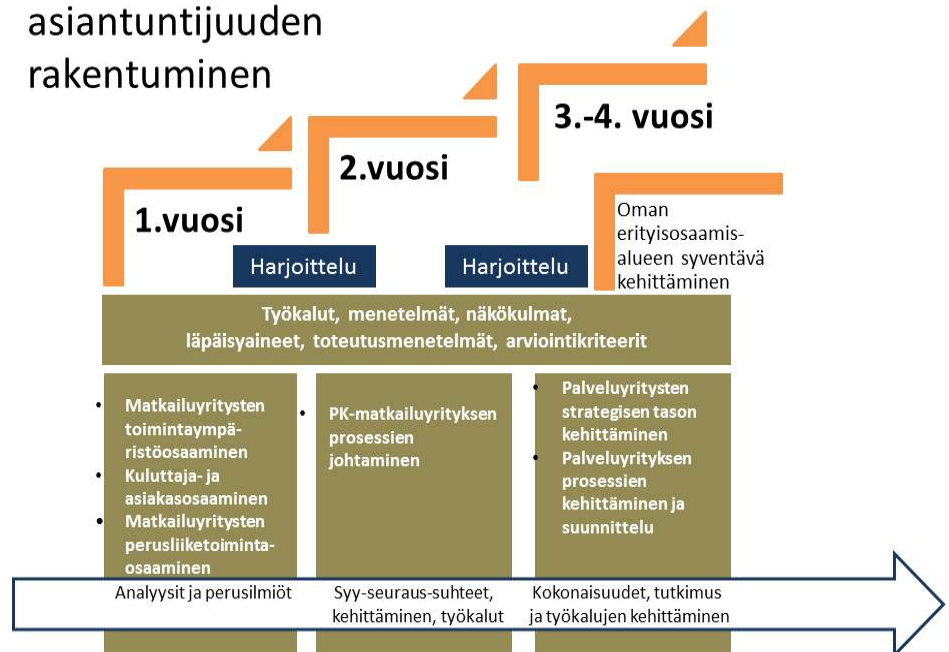 asiantuntijuuden
rakentuminen
1.vuosi
2.vuosi
3.-4. vuosi
Harjoittelu
Harjoittelu
Oman
erityisosaamis-
alueen syventävä
kehittäminen
Työkalut, menetelmät, näkökulmat,
läpäisyaineet, toteutusmenetelmät, arviointikriteerit
• Matkailuyritysten
toimintaympä-
ristöosaaminen
• Kuluttaja- ja
asiakasosaaminen
• Matkailuyritysten
perusliiketoiminta-
osaaminen
• PK-matkailuyrityksen
prosessien
johtaminen
• Palveluyritysten
strategisen tason
kehittäminen
• Palveluyrityksen
prosessien
kehittäminen ja
suunnittelu
Analyysit ja perusilmiöt
Syy-seuraus-suhteet,
kehittäminen, työkalut
Kokonaisuudet, tutkimus
ja työkalujen kehittäminen